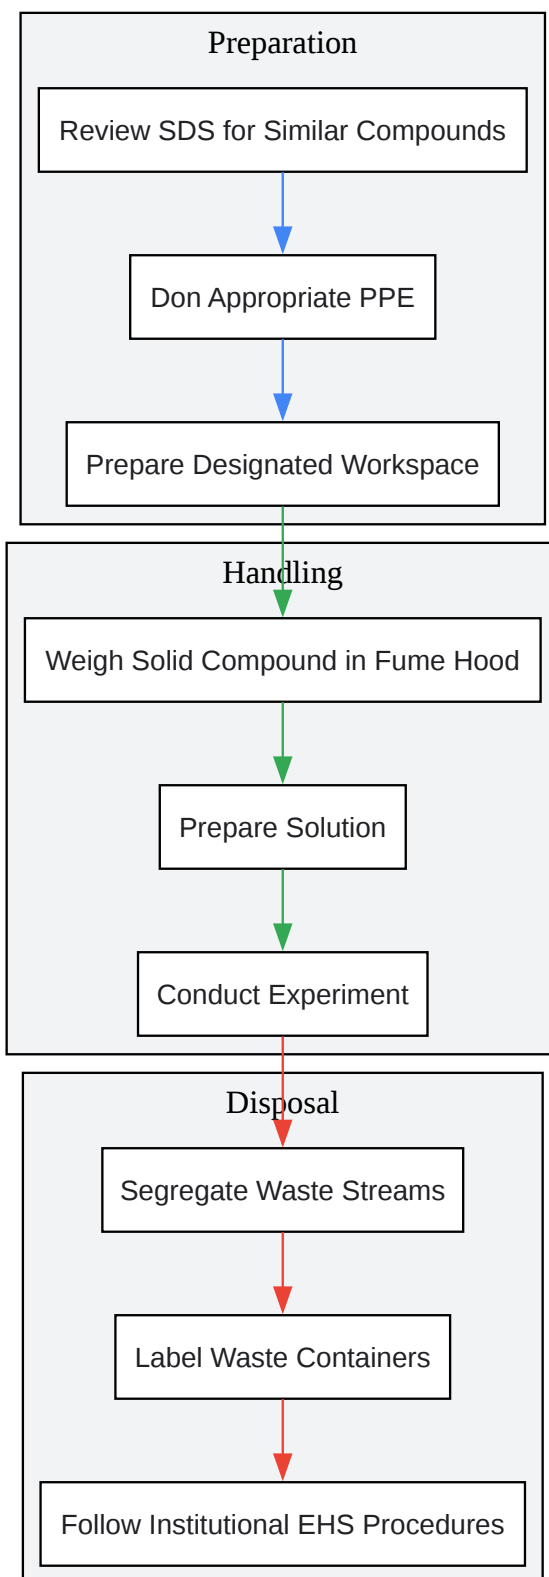 Preparation
Review SDS for Similar Compounds
Don Appropriate PPE
Prepare Designated Workspace
Handling
Weigh Solid Compound in Fume Hood
Prepare Solution
Conduct Experiment
Disposal
Segregate Waste Streams
Label Waste Containers
Follow Institutional EHS Procedures